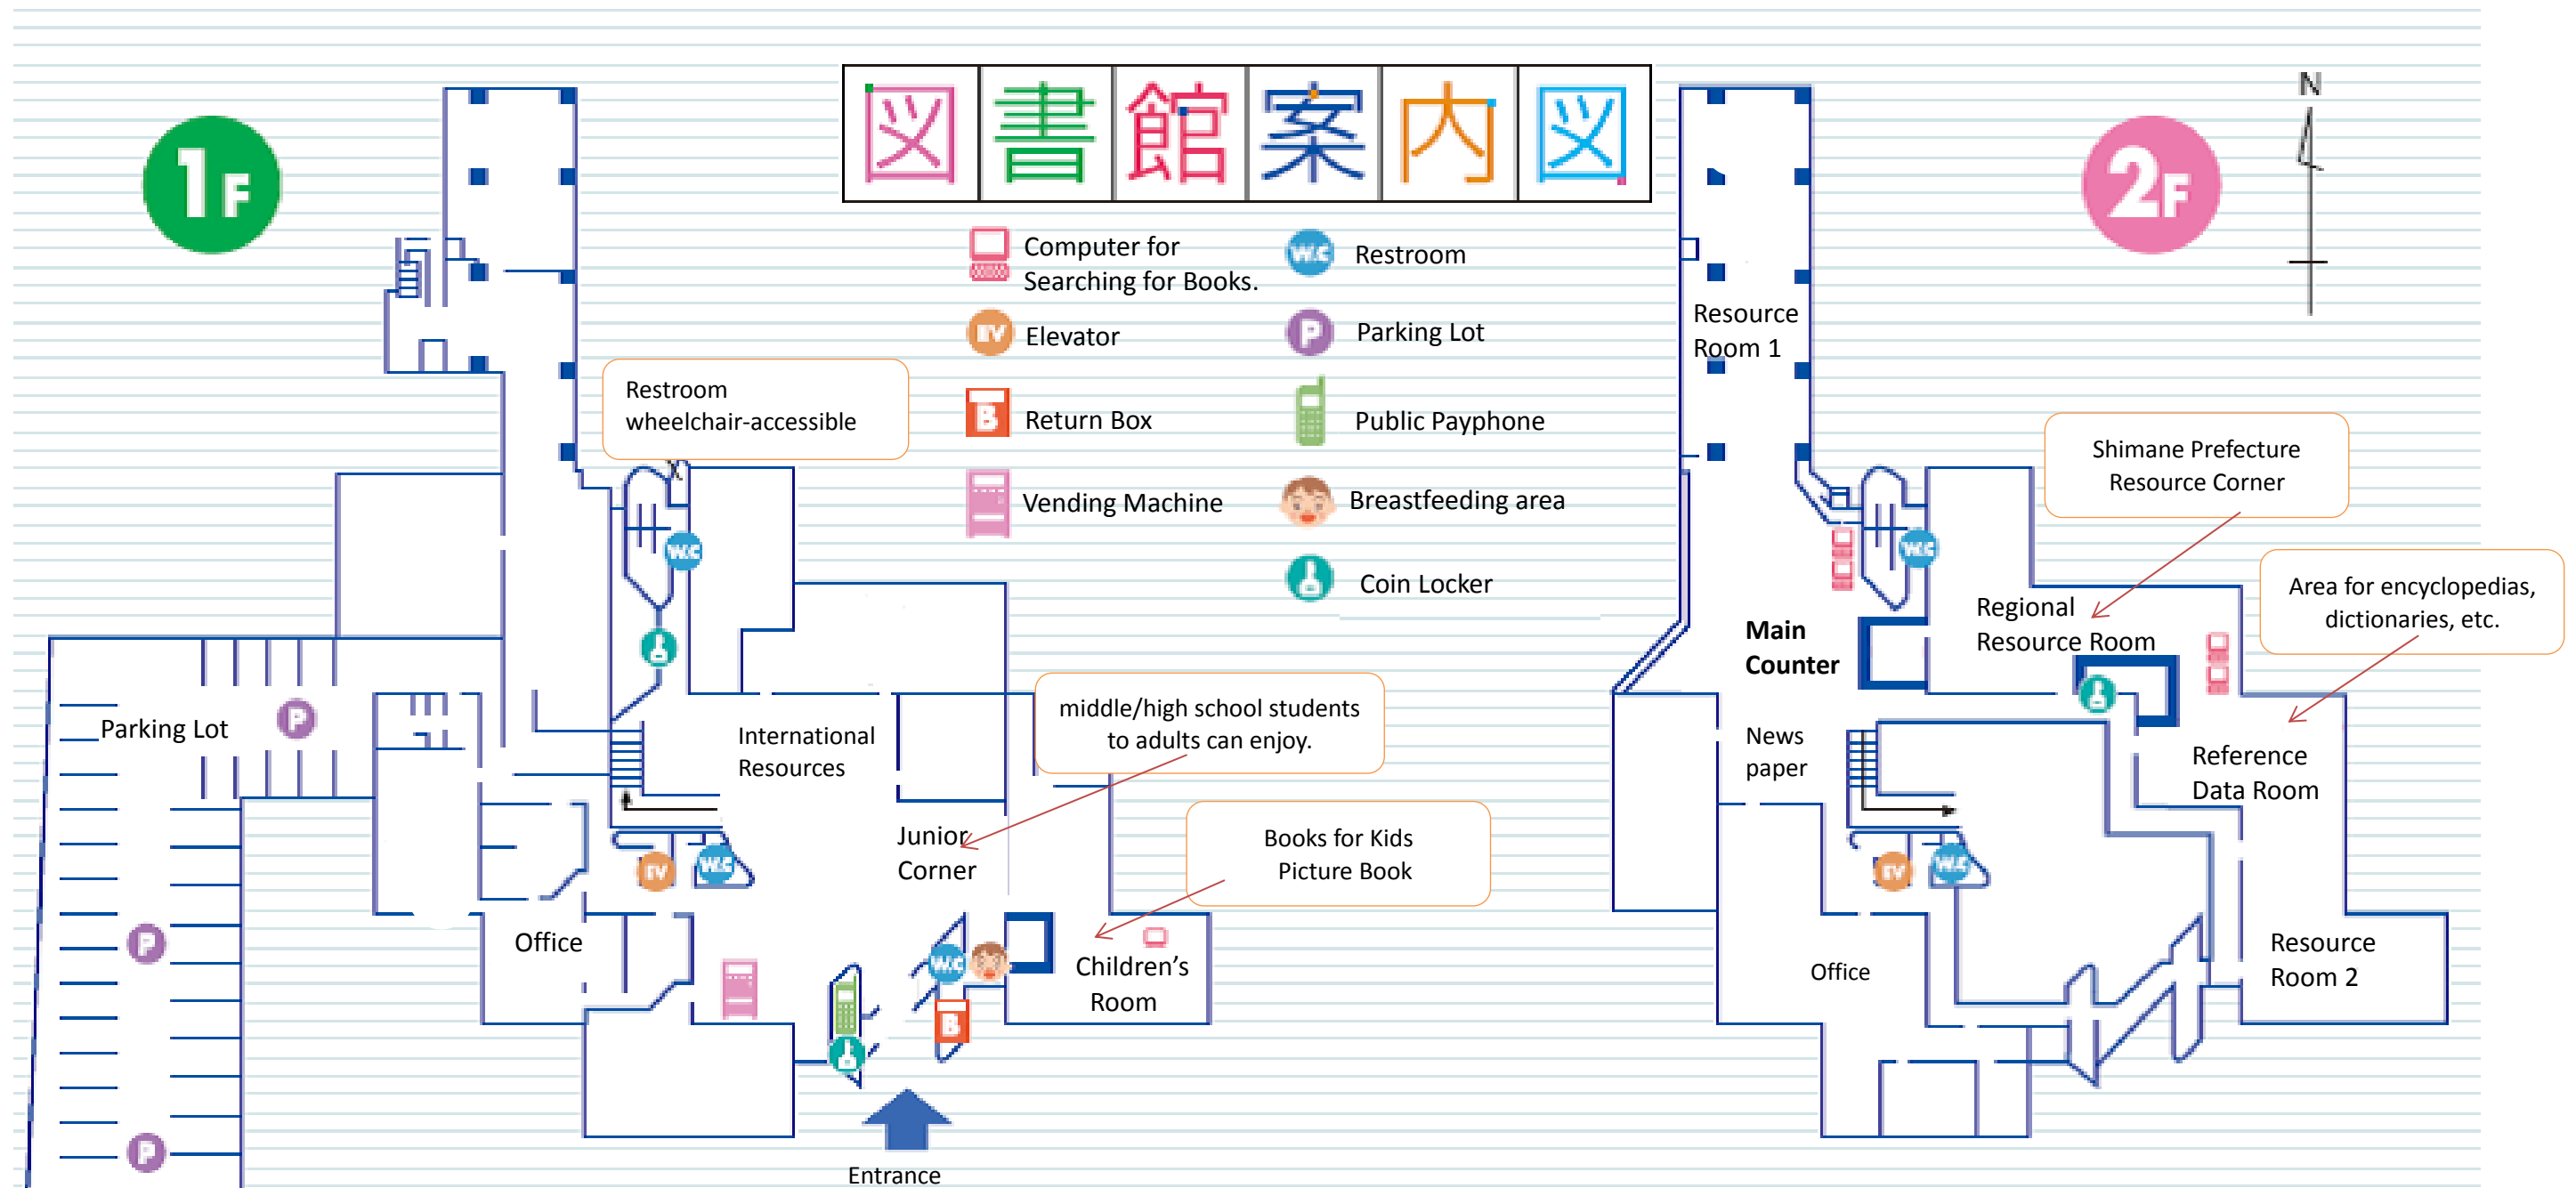 図書館案内図
1F
2F
N
Computer for
Searching for Books.
W.C
Restroom
EV
Elevator
P
Parking Lot
B
Return Box
Public Payphone
Vending Machine
Breastfeeding area
Coin Locker
Restroom
wheelchair-accessible
W.C
Parking Lot
P
International
Resources
middle/high school students
to adults can enjoy.
Junior
Corner
Books for Kids
Picture Book
EV
W.C
Office
P
W.C
Children's
Room
B
P
Entrance
Resource
Room 1
Shimane Prefecture
Resource Corner
W.C
Area for encyclopedias,
dictionaries, etc.
Regional
Resource Room
Main
Counter
News
paper
Reference
Data Room
EV
W.C
Office
Resource
Room 2